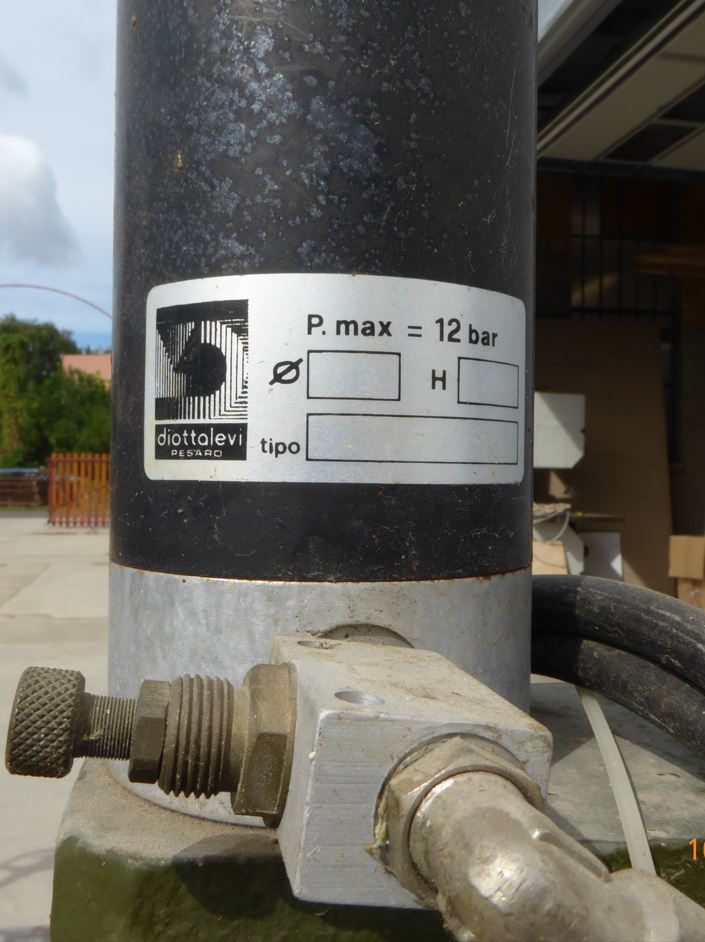 P. max = 12 bar
Ø
H
diottalevi
PESARO
tipo